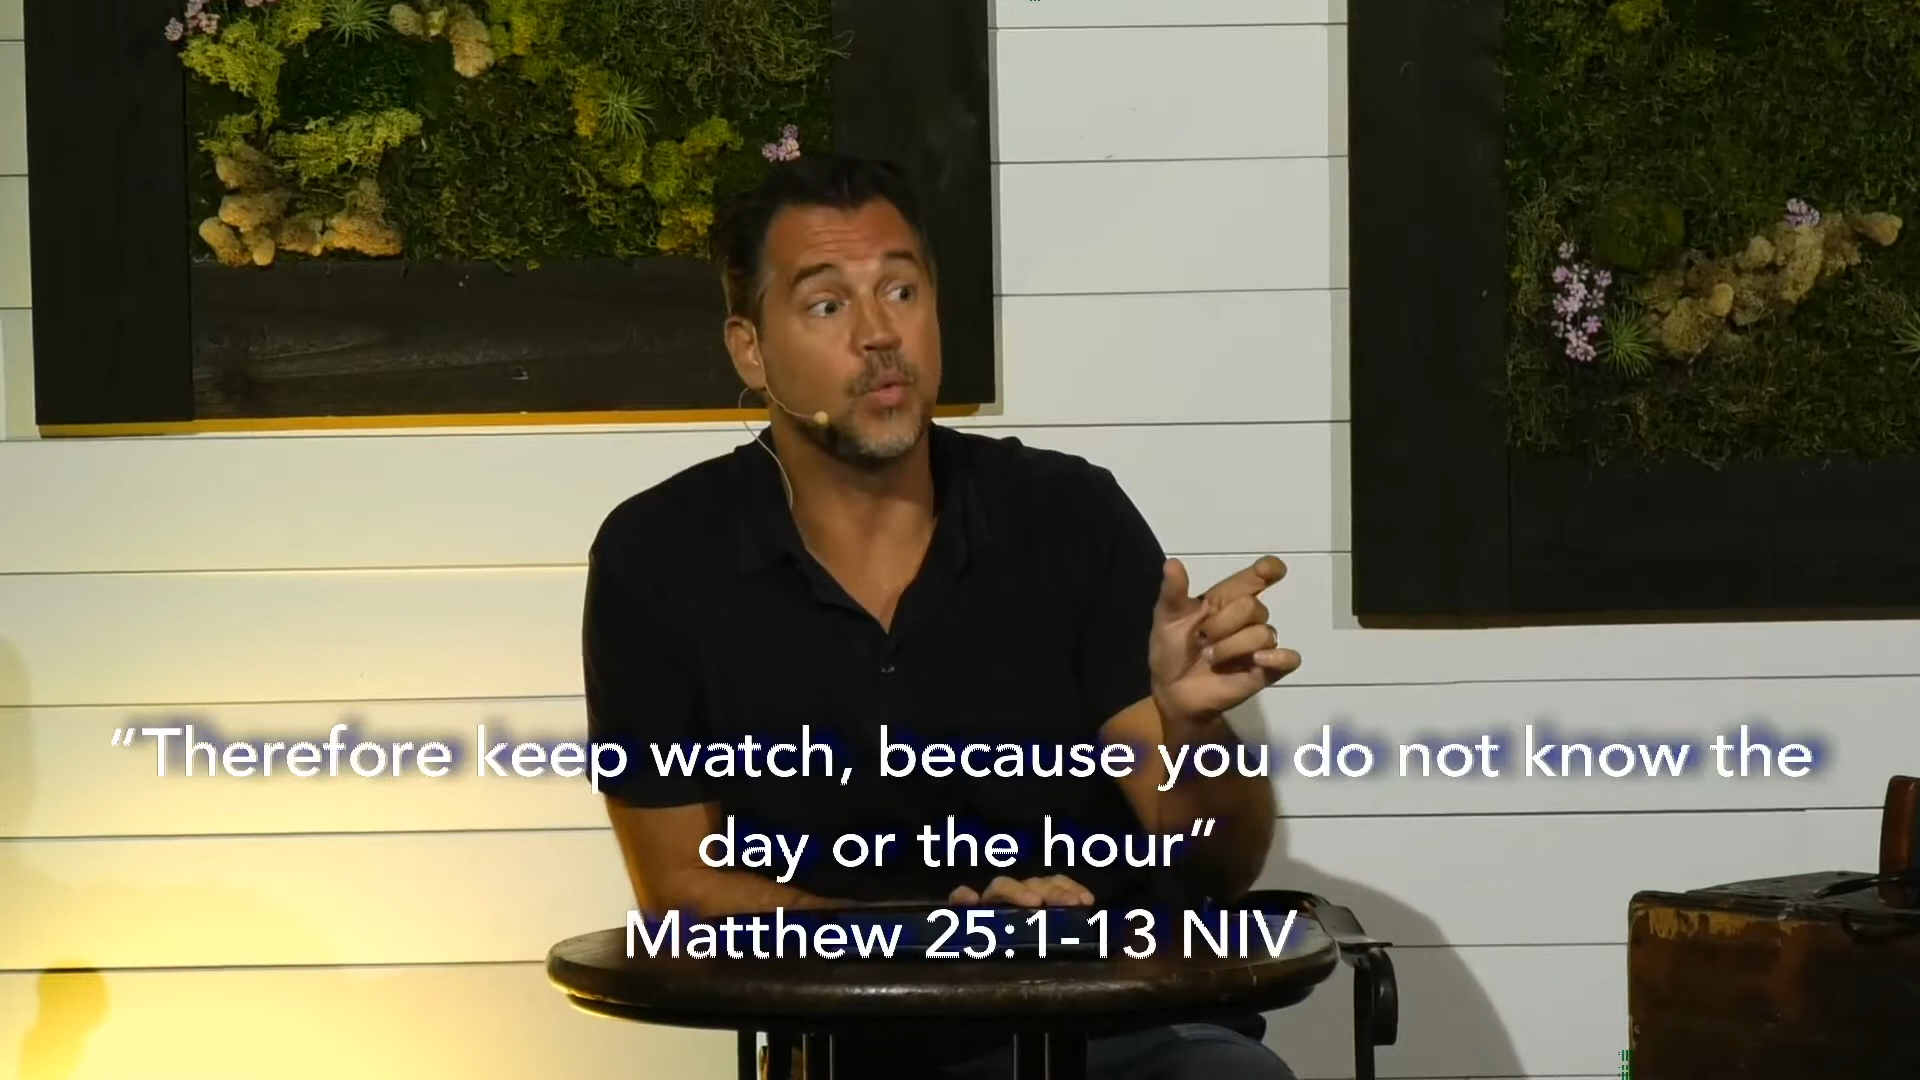 “Therefore keep watch, because you do not know the
day or the hour”
Matthew 25:1-13 NIV